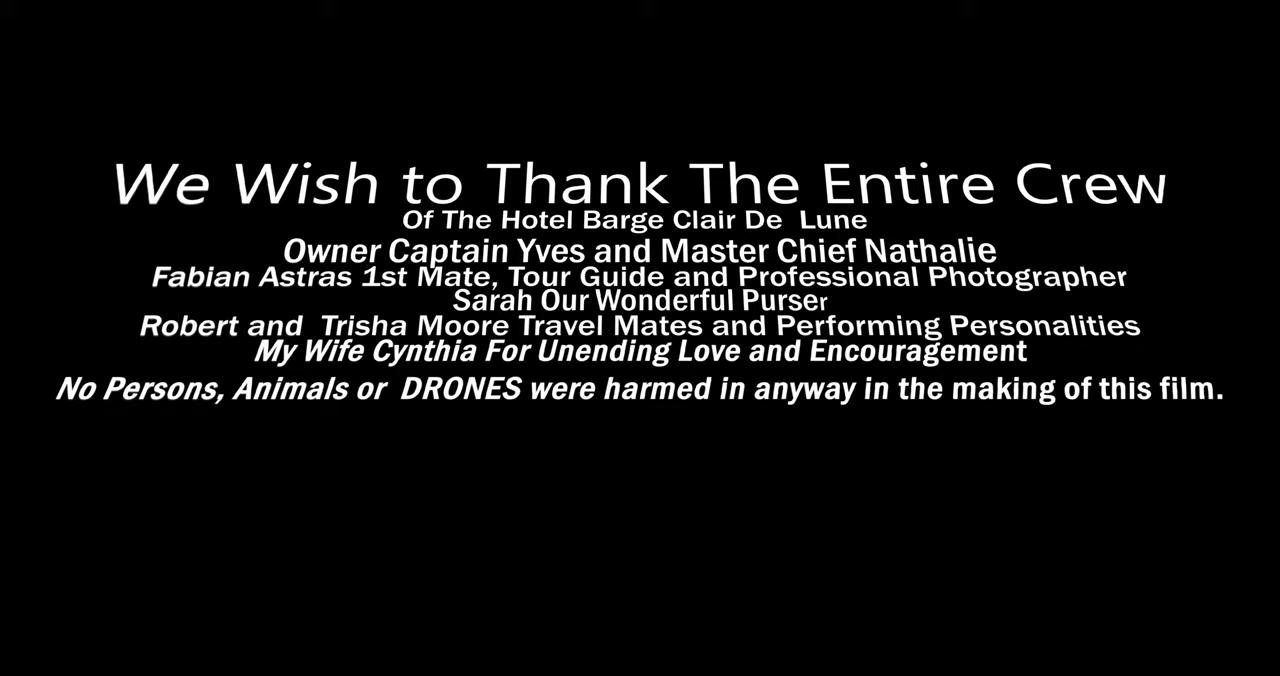 We Wish to Thank The Entire Crew
Of The Hotel Barge Clair De Lune
Owner Captain Yves and Master Chief Nathalie
Fabian Astras 1st Mate, Tour Guide and Professional Photographer
Sarah Our Wonderful Purser
Robert and Trisha Moore Travel Mates and Performing Personalities
My Wife Cynthia For Unending Love and Encouragement
No Persons, Animals or DRONES were harmed in anyway in the making of this film.